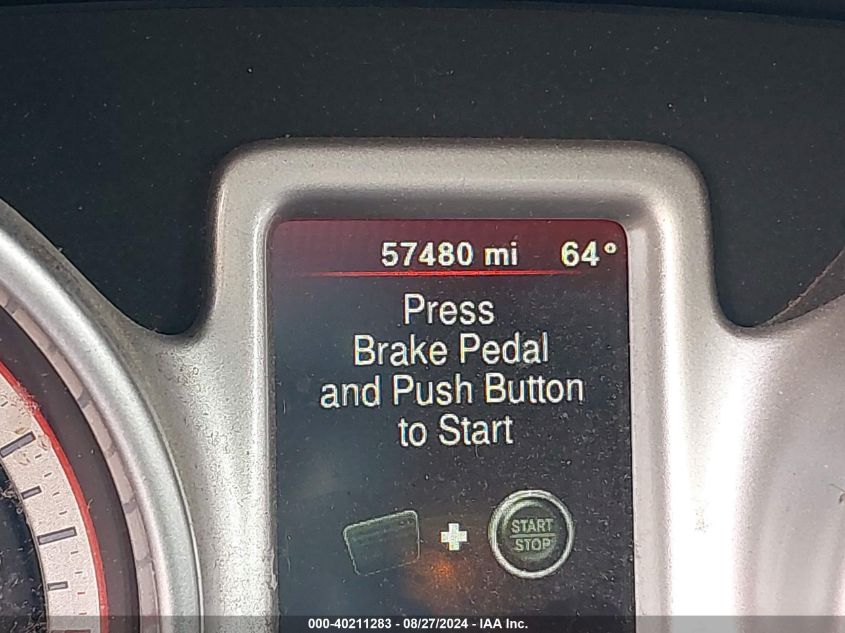 57480 mi 64°
Press
Brake Pedal
and Push Button
to Start
START
STOP
000-40211283 - 08/27/2024 - IAA Inc.